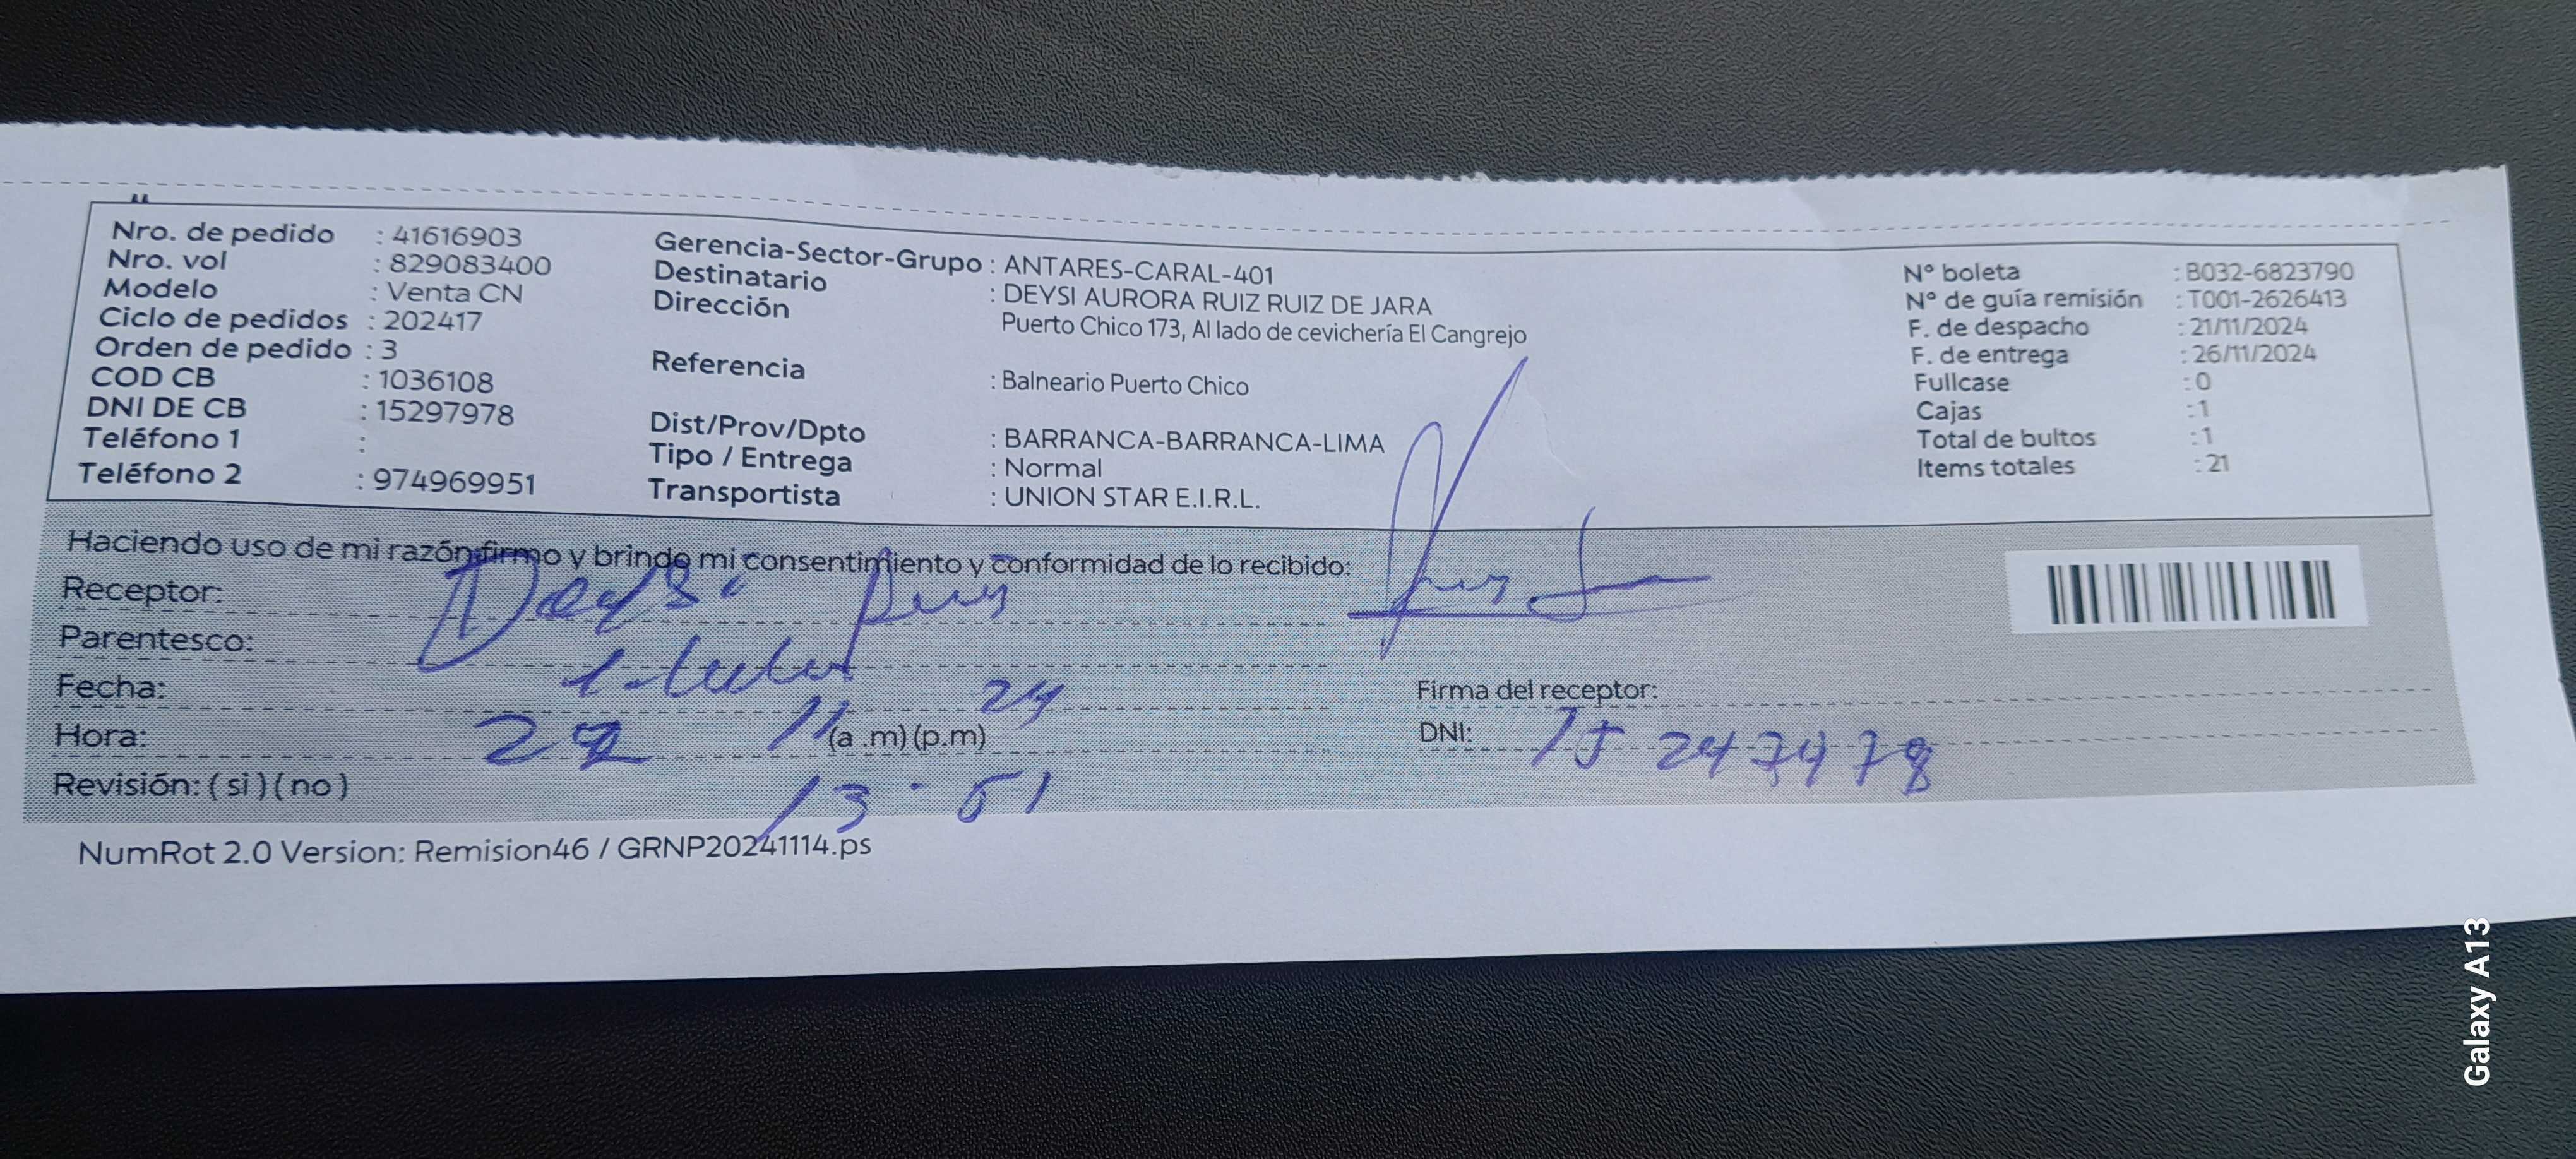 Nro. de pedido : 41616903
Nro. vol : 829083400
Modelo : Venta CN
Ciclo de pedidos : 202417
Orden de pedido : 3
COD CB : 1036108
DNI DE CB : 15297978
Teléfono 1 :
Teléfono 2 : 974969951
Gerencia-Sector-Grupo : ANTARES-CARAL-401
Destinatario : DEYSI AURORA RUIZ RUIZ DE JARA
Dirección Puerto Chico 173, Al lado de cevichería El Cangrejo
Referencia : Balneario Puerto Chico
Dist/Prov/Dpto : BARRANCA-BARRANCA-LIMA
Tipo / Entrega : Normal
Transportista : UNION STAR E.I.R.L.
N° boleta : B032-6823790
N° de guía remisión : T001-2626413
F. de despacho : 21/11/2024
F. de entrega : 26/11/2024
Fullcase : 0
Cajas : 1
Total de bultos : 1
Items totales : 21
Haciendo uso de mi razón firmo y brindo mi consentimiento y conformidad de lo recibido:
Receptor: Deysi Ruiz
Parentesco:
Fecha: 11 24
Hora: (a .m) (p.m) 13 - 51
Revisión: ( si ) ( no )
Firma del receptor:
DNI:
NumRot 2.0 Version: Remision46 / GRNP20241114.ps
Galaxy A13